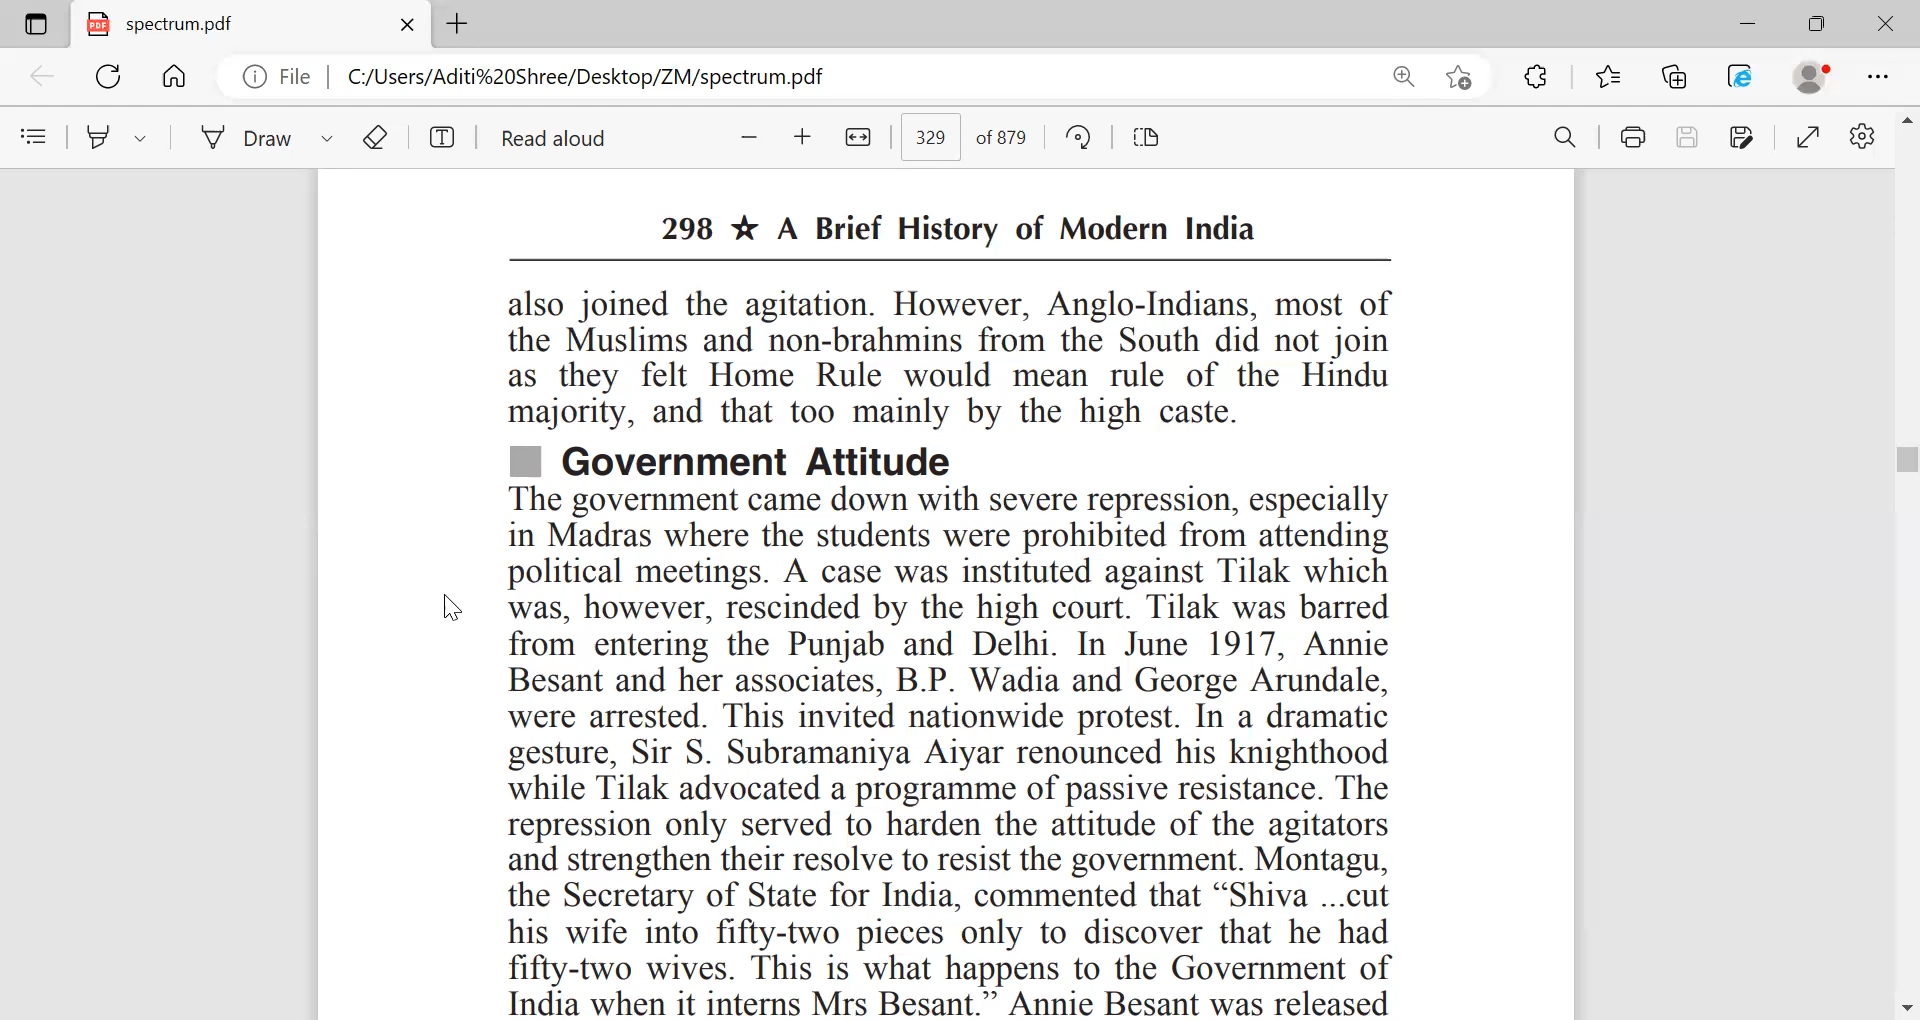 spectrum.pdf
File | C:/Users/Aditi%20Shree/Desktop/ZM/spectrum.pdf
Draw Read aloud 329 of 879
298 ★ A Brief History of Modern India
also joined the agitation. However, Anglo-Indians, most of
the Muslims and non-brahmins from the South did not join
as they felt Home Rule would mean rule of the Hindu
majority, and that too mainly by the high caste.
Government Attitude
The government came down with severe repression, especially
in Madras where the students were prohibited from attending
political meetings. A case was instituted against Tilak which
was, however, rescinded by the high court. Tilak was barred
from entering the Punjab and Delhi. In June 1917, Annie
Besant and her associates, B.P. Wadia and George Arundale,
were arrested. This invited nationwide protest. In a dramatic
gesture, Sir S. Subramaniya Aiyar renounced his knighthood
while Tilak advocated a programme of passive resistance. The
repression only served to harden the attitude of the agitators
and strengthen their resolve to resist the government. Montagu,
the Secretary of State for India, commented that “Shiva ...cut
his wife into fifty-two pieces only to discover that he had
fifty-two wives. This is what happens to the Government of
India when it interns Mrs Besant.” Annie Besant was released